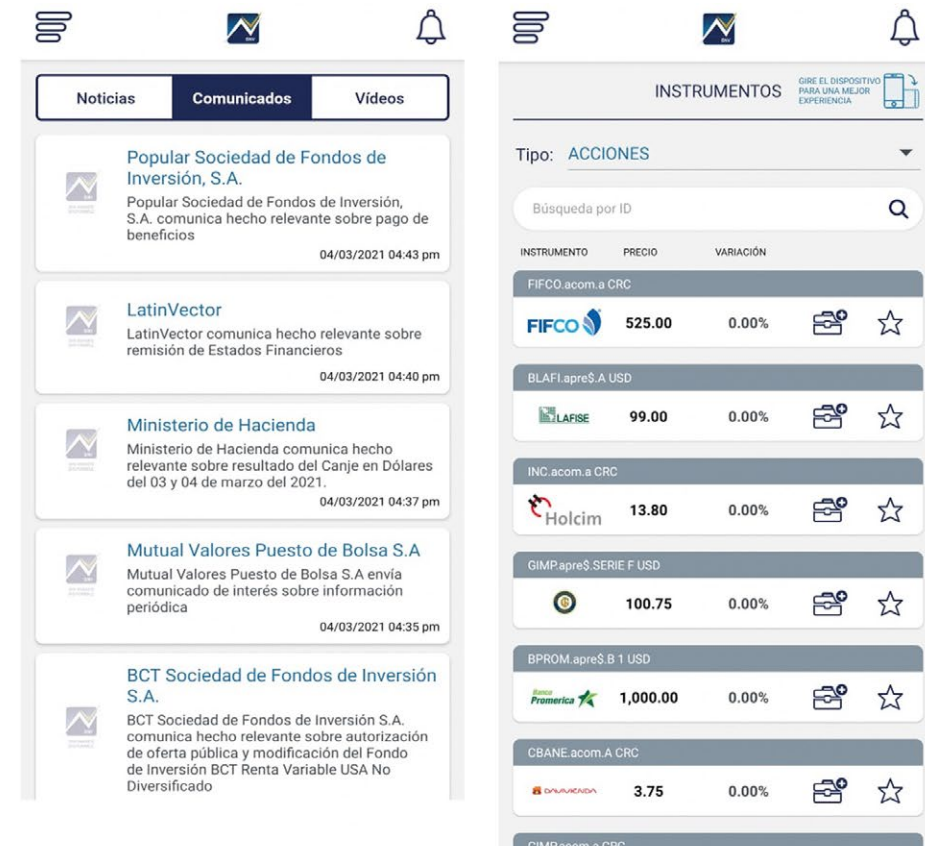 Noticias Comunicados Vídeos
Popular Sociedad de Fondos de
Inversión, S.A.
Popular Sociedad de Fondos de Inversión,
S.A. comunica hecho relevante sobre pago de
beneficios
04/03/2021 04:43 pm
LatinVector
LatinVector comunica hecho relevante sobre
remisión de Estados Financieros
04/03/2021 04:40 pm
Ministerio de Hacienda
Ministerio de Hacienda comunica hecho
relevante sobre resultado del Canje en Dólares
del 03 y 04 de marzo del 2021.
04/03/2021 04:37 pm
Mutual Valores Puesto de Bolsa S.A
Mutual Valores Puesto de Bolsa S.A envía
comunicado de interés sobre información
periódica
04/03/2021 04:35 pm
BCT Sociedad de Fondos de Inversión
S.A.
BCT Sociedad de Fondos de Inversión S.A.
comunica hecho relevante sobre autorización
de oferta pública y modificación del Fondo
de Inversión BCT Renta Variable USA No
Diversificado
INSTRUMENTOS
GIRE EL DISPOSITIVO
PARA UNA MEJOR
EXPERIENCIA
Tipo: ACCIONES
Búsqueda por ID
INSTRUMENTO PRECIO VARIACIÓN
FIFCO.acom.a CRC
FIFCO 525.00 0.00%
BLAFI.apre$.A USD
LAFISE 99.00 0.00%
INC.acom.a CRC
Holcim 13.80 0.00%
GIMP.apre$.SERIE F USD
100.75 0.00%
BPROM.apre$.B 1 USD
Banco
Promerica 1,000.00 0.00%
CBANE.acom.A CRC
DAVIVIENDA 3.75 0.00%